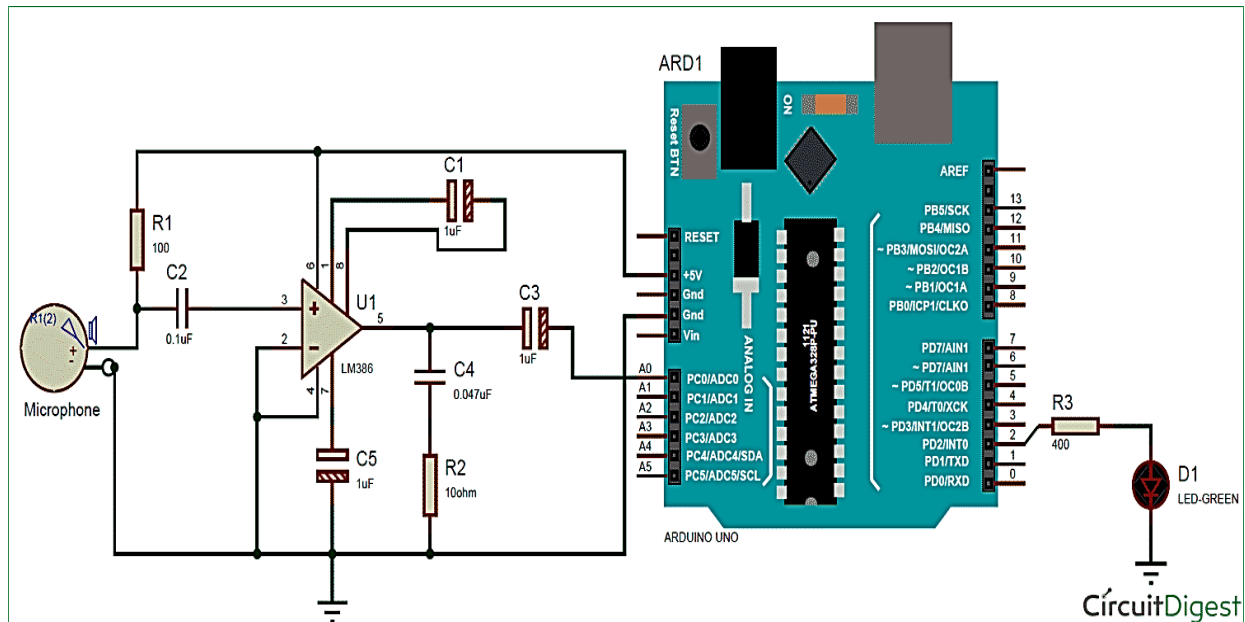 ARD1
Reset BTN
ON
AREF
13
PB5/SCK
12
PB4/MISO
11
~ PB3/MOSI/OC2A
10
~ PB2/OC1B
9
~ PB1/OC1A
8
PB0/ICP1/CLKO
7
PD7/AIN1
6
~ PD7/AIN1
5
~ PD5/T1/OC0B
4
PD4/T0/XCK
3
~ PD3/INT1/OC2B
2
PD2/INT0
1
PD1/TXD
0
PD0/RXD
RESET
+5V
Gnd
Gnd
Vin
ANALOG IN
1121
ATMEGA328P-PU
A0
PC0/ADC0
A1
PC1/ADC1
A2
PC2/ADC2
A3
PC3/ADC3
A4
PC4/ADC4/SDA
A5
PC5/ADC5/SCL
ARDUINO UNO
R1
100
C2
0.1uF
C1
1uF
6
1
8
3
+
2
−
4
7
5
U1
LM386
C3
1uF
C4
0.047uF
C5
1uF
R2
10ohm
R1(2)
+
-
Microphone
R3
400
D1
LED-GREEN
CircuitDigest